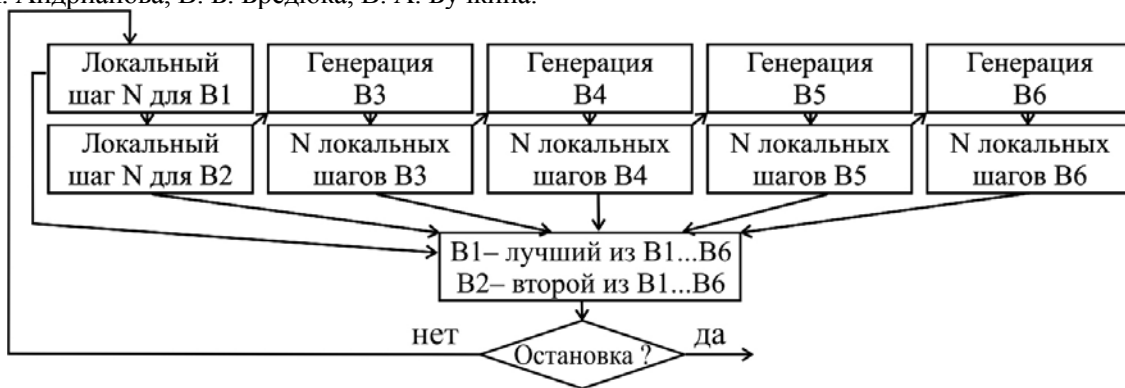 Локальный
шаг N для B1
Генерация
B3
Генерация
B4
Генерация
B5
Генерация
B6
Локальный
шаг N для B2
N локальных
шагов B3
N локальных
шагов B4
N локальных
шагов B5
N локальных
шагов B6
B1– лучший из B1...B6
B2– второй из B1...B6
нет
Остановка ?
да